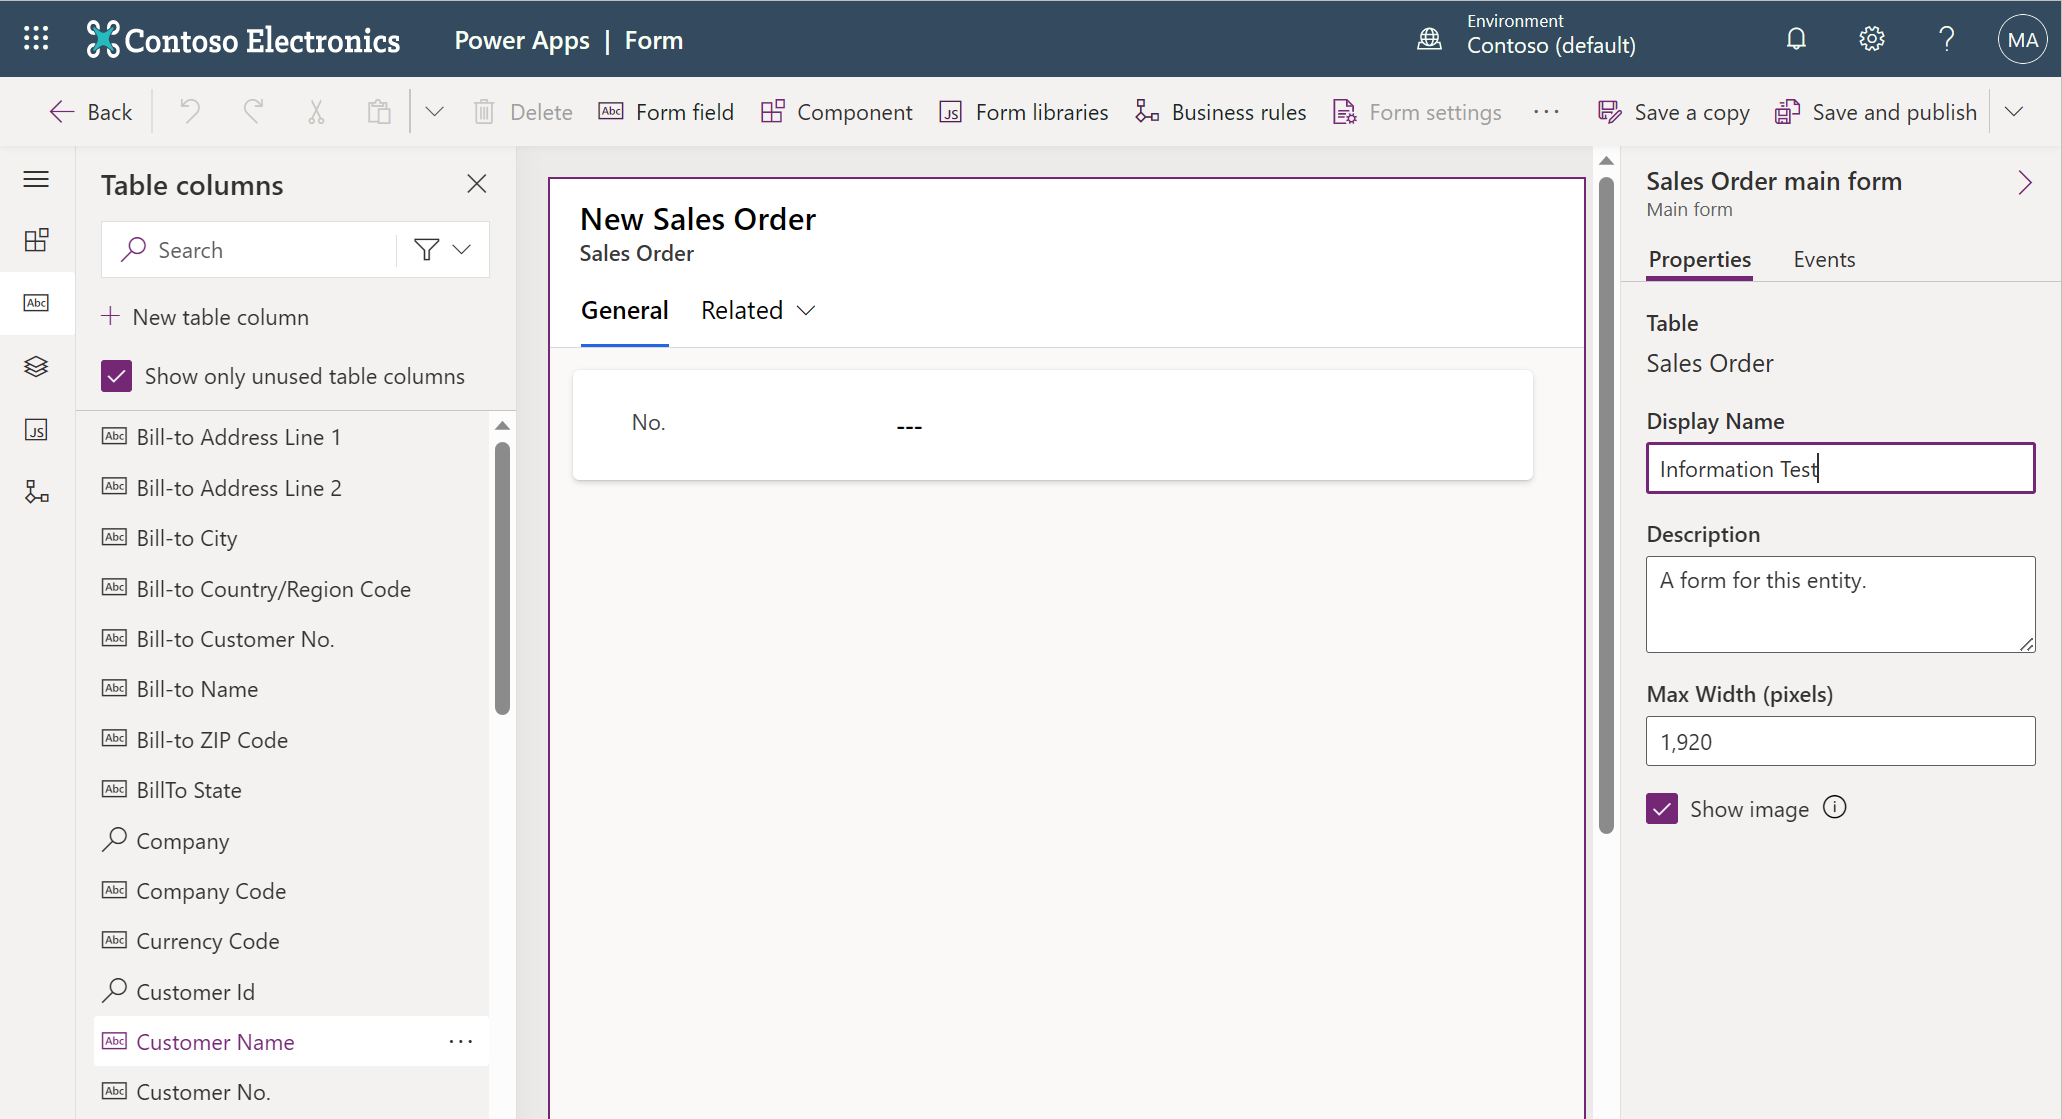 Contoso Electronics
Power Apps | Form
Environment
Contoso (default)
MA
Back
Delete
Abc Form field
Component
JS Form libraries
Business rules
Form settings
Save a copy
Save and publish
Table columns
Search
New table column
Show only unused table columns
Abc
JS
Abc Bill-to Address Line 1
Abc Bill-to Address Line 2
Abc Bill-to City
Abc Bill-to Country/Region Code
Abc Bill-to Customer No.
Abc Bill-to Name
Abc Bill-to ZIP Code
Abc BillTo State
Company
Abc Company Code
Abc Currency Code
Customer Id
Abc Customer Name
Abc Customer No.
New Sales Order
Sales Order
General Related
No. ---
Sales Order main form
Main form
Properties Events
Table
Sales Order
Display Name
Information Test
Description
A form for this entity.
Max Width (pixels)
1,920
Show image